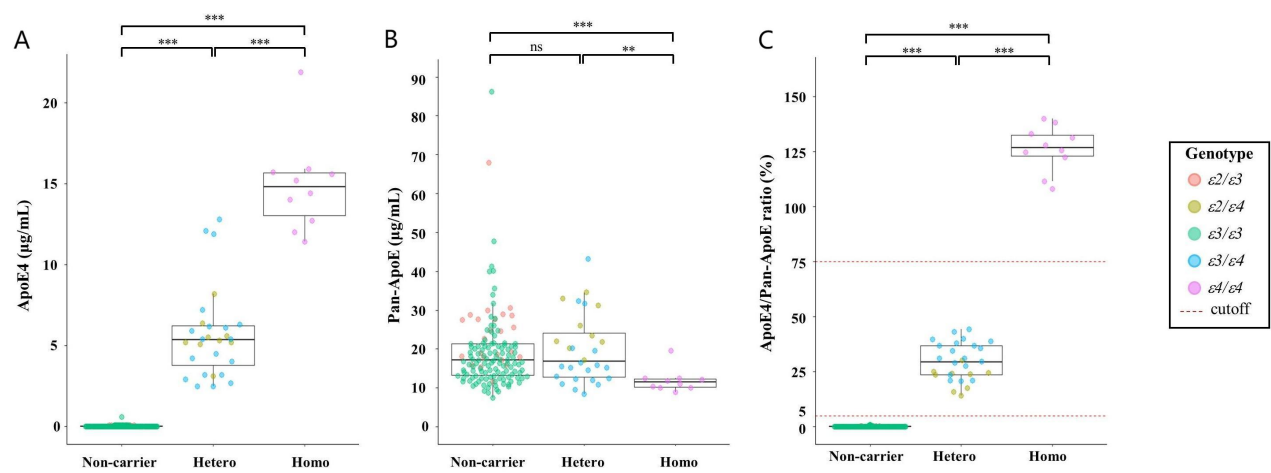 A
***
***
***
ApoE4 (μg/mL)
20
15
10
5
0
Non-carrier
Hetero
Homo
B
***
ns
**
Pan-ApoE (μg/mL)
90
80
70
60
50
40
30
20
10
0
Non-carrier
Hetero
Homo
C
***
***
***
ApoE4/Pan-ApoE ratio (%)
150
125
100
75
50
25
5
0
Non-carrier
Hetero
Homo
Genotype
ε2/ε3
ε2/ε4
ε3/ε3
ε3/ε4
ε4/ε4
cutoff